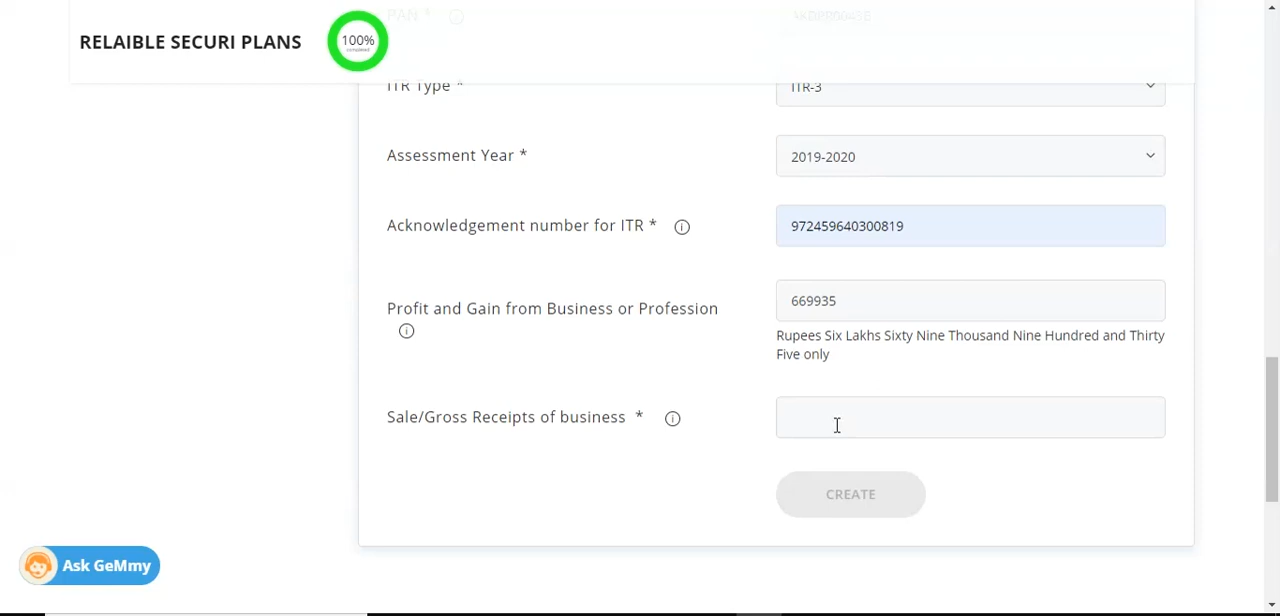 PAN *
RELAIBLE SECURI PLANS
100%
completed
ITR Type *
ITR-3
Assessment Year *
2019-2020
Acknowledgement number for ITR *
972459640300819
Profit and Gain from Business or Profession
669935
Rupees Six Lakhs Sixty Nine Thousand Nine Hundred and Thirty
Five only
Sale/Gross Receipts of business *
CREATE
Ask GeMmy